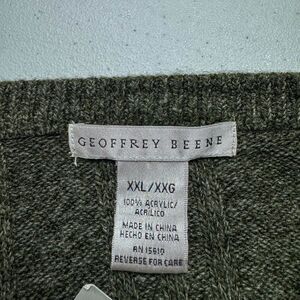 GEOFFREY BEENE
XXL/XXG
100% ACRYLIC/
ACRILICO
MADE IN CHINA
HECHO EN CHINA
RN 15610
REVERSE FOR CARE